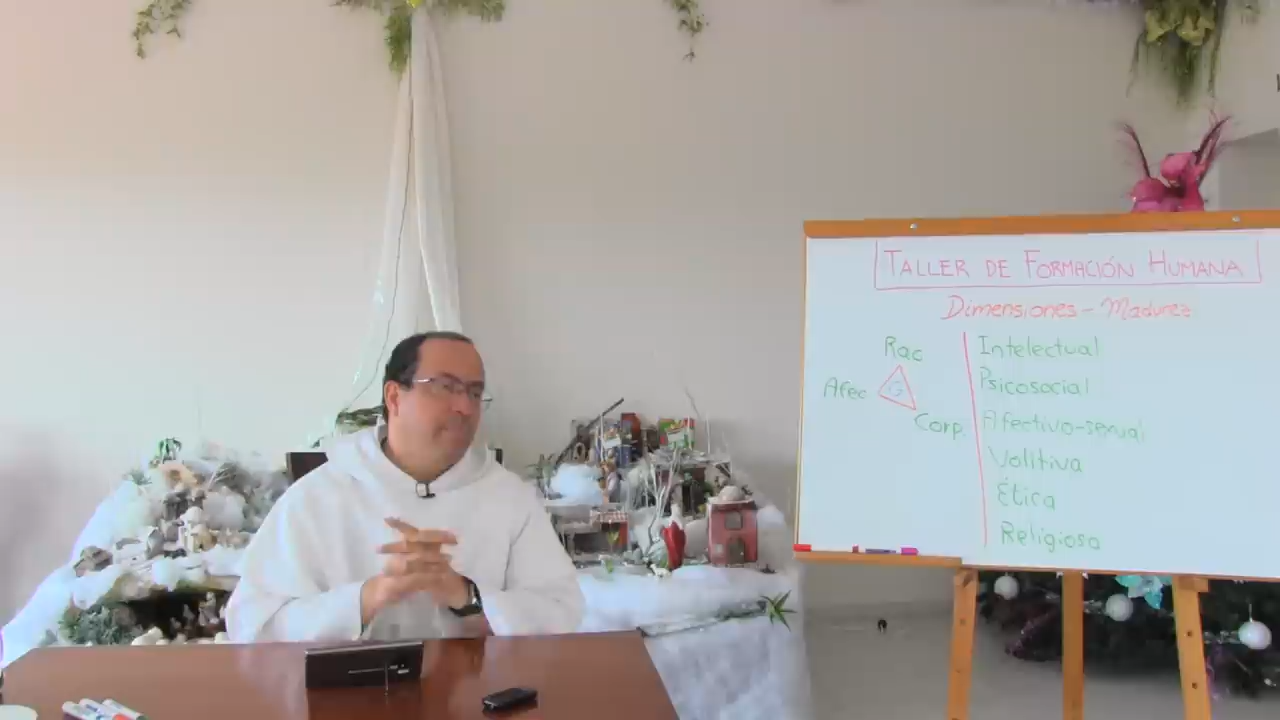 TALLER DE FORMACIÓN HUMANA
Dimensiones - Madurez
Rac
Afec
Corp.
Intelectual
Psicosocial
Afectivo-sexual
Volitiva
Ética
Religiosa